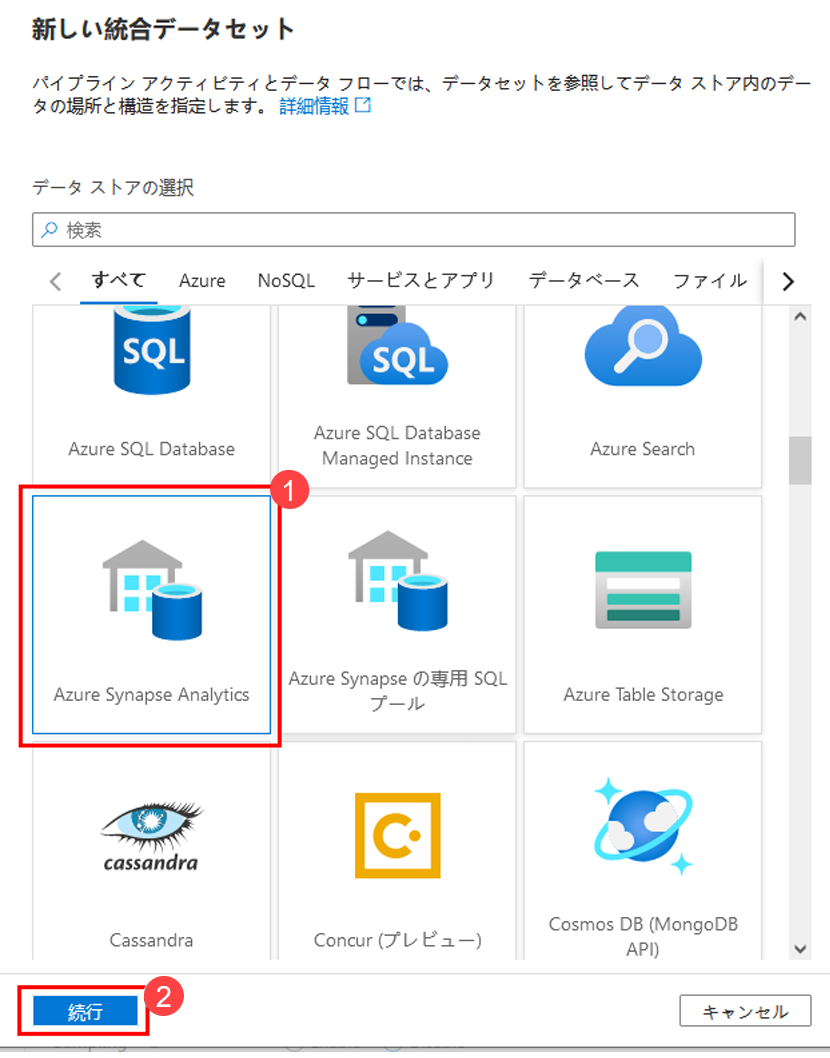 新しい統合データセット
パイプライン アクティビティとデータ フローでは、データセットを参照してデータ ストア内のデー
タの場所と構造を指定します。 詳細情報
データ ストアの選択
検索
すべて Azure NoSQL サービスとアプリ データベース ファイル
SQL SQL
Azure SQL Database
Azure SQL Database
Managed Instance
Azure Search
1
Azure Synapse Analytics
Azure Synapse の専用 SQL
プール
Azure Table Storage
cassandra
Cassandra
Concur (プレビュー)
Cosmos DB (MongoDB
API)
2
続行
キャンセル